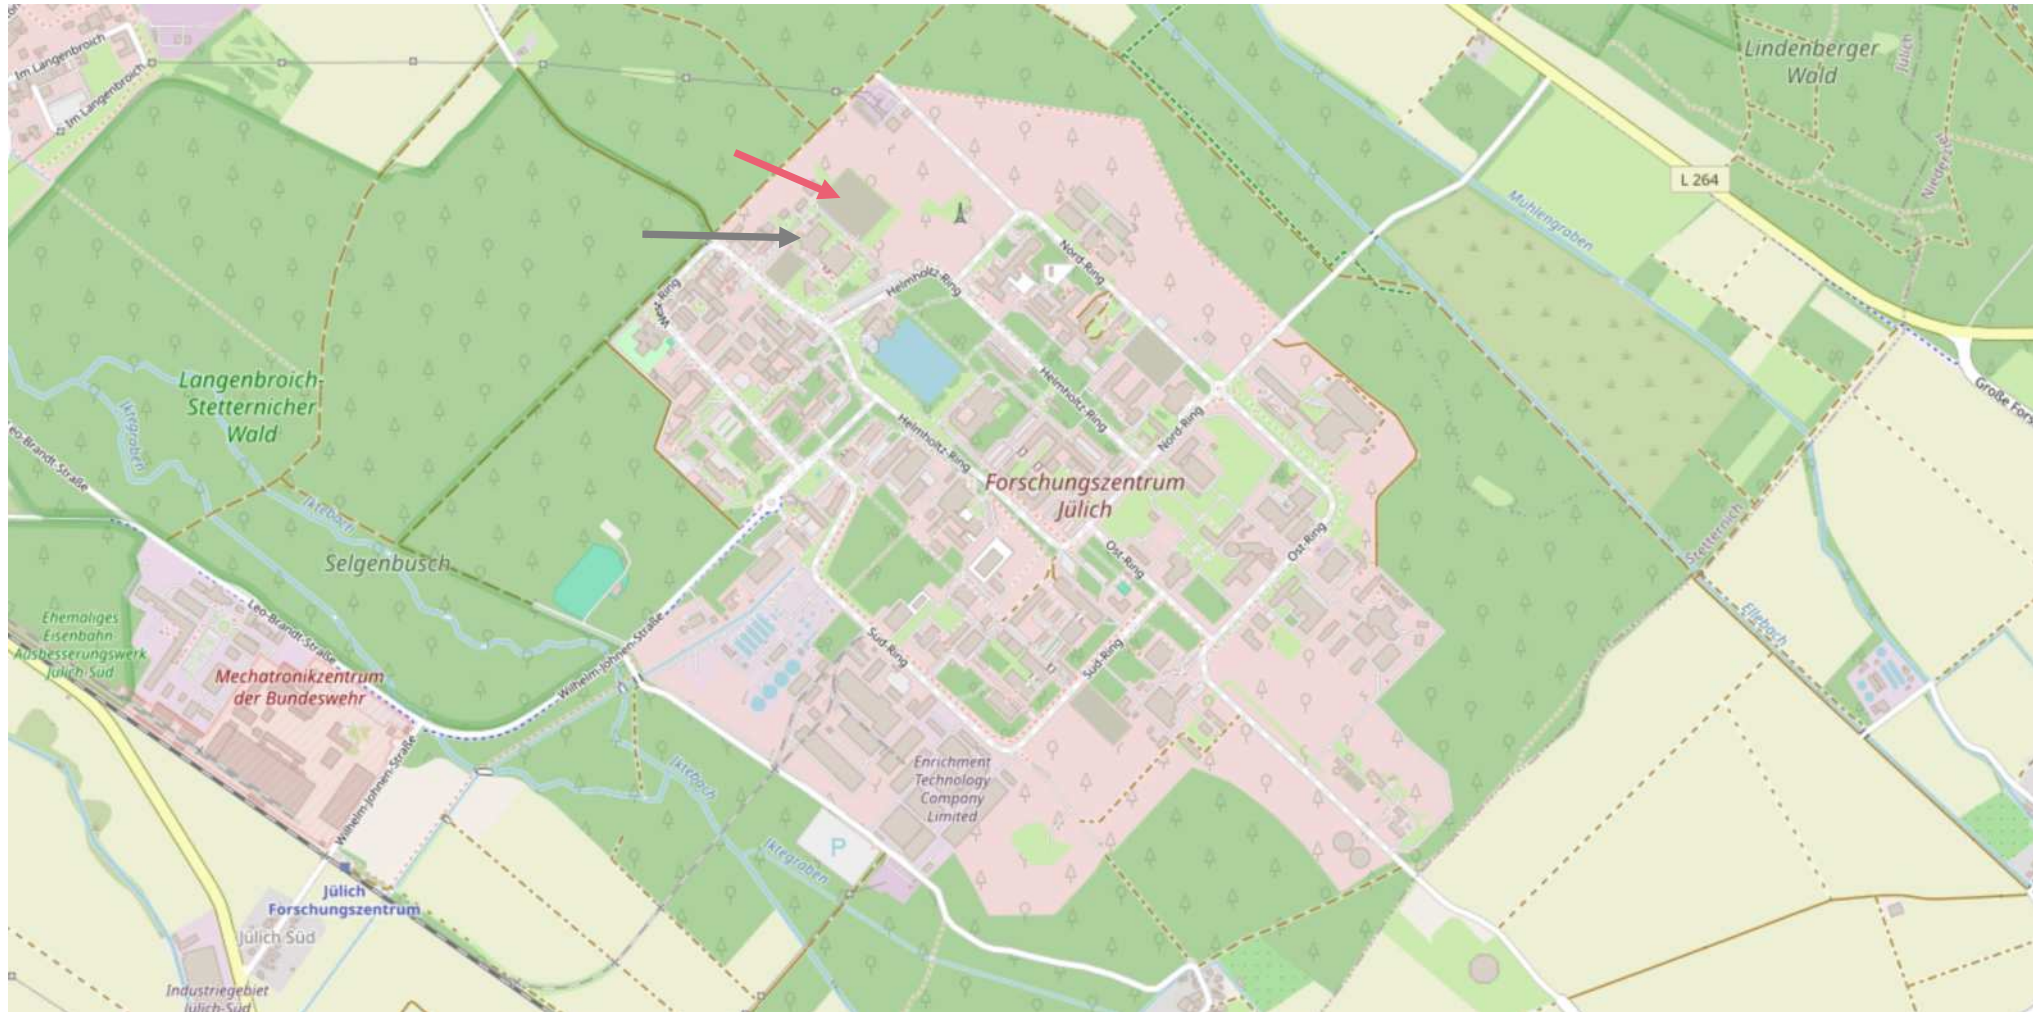 Im Langenbroich
Im Langenbroich
Lindenberger
Wald
Jülich
Niederzier
L 264
Mühlengraben
Nord-Ring
Helmholtz-Ring
West-Ring
Langenbroich-
Stetternicher
Wald
Iktegraben
Leo-Brandt-Straße
Helmholtz-Ring
Helmholtz-Ring
Nord-Ring
Forschungszentrum
Jülich
Iktebach
Selgenbusch
Ost-Ring
Ost-Ring
Stetternich
Ellebach
Ehemaliges
Eisenbahn
Ausbesserungswerk
Jülich-Süd
Leo-Brandt-Straße
Mechatronikzentrum
der Bundeswehr
Wilhelm-Johnen-Straße
Süd-Ring
Süd-Ring
Wilhelm-Johnen-Straße
Iktebach
Enrichment
Technology
Company
Limited
P
Iktegraben
Jülich
Forschungszentrum
Jülich Süd
Industriegebiet
Jülich-Süd